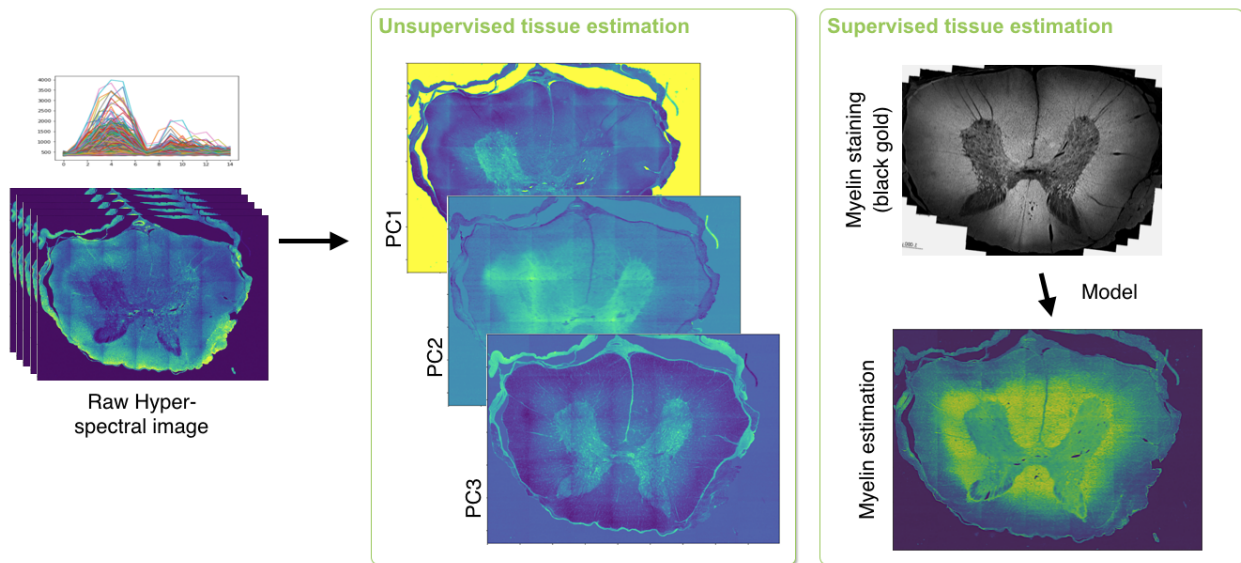 Unsupervised tissue estimation
Supervised tissue estimation
4000
3500
3000
2500
2000
1500
1000
500
0 2 4 6 8 10 12 14
Raw Hyper-
spectral image
PC1
PC2
PC3
Myelin staining
(black gold)
Model
Myelin estimation